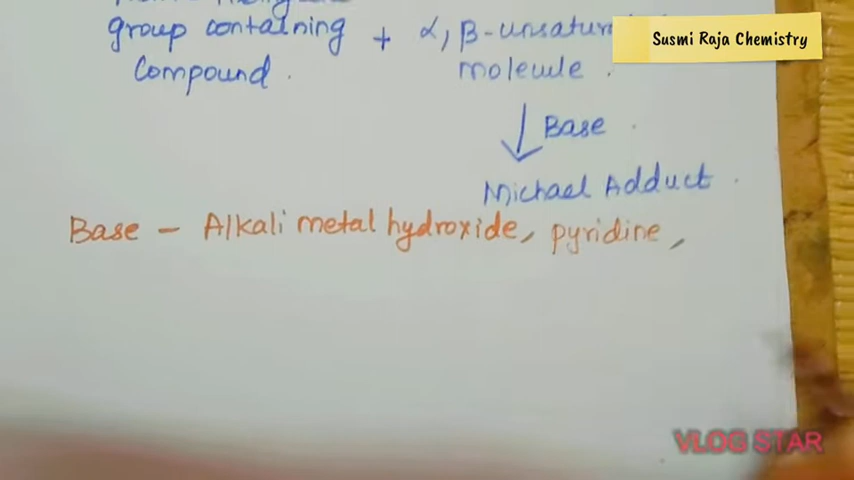 group containing + α, β-unsatur
Compound. molecule.
Base.
Michael Adduct.
Base - Alkali metal hydroxide, pyridine,
Susmi Raja Chemistry
VLOG STAR